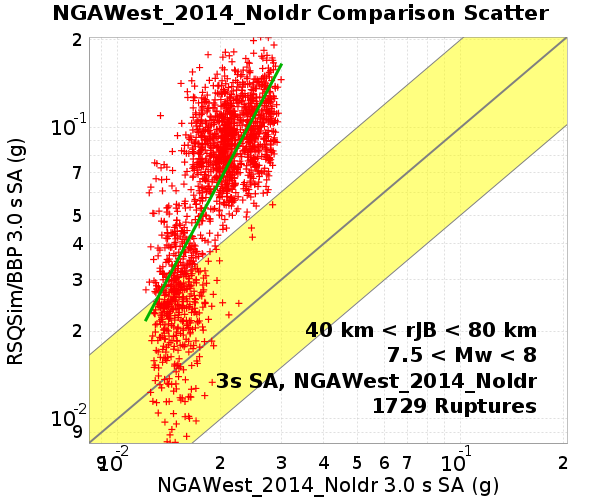 NGAWest_2014_NoIdr Comparison Scatter
RSQSim/BBP 3.0 s SA (g)
2
10-1
7
5
4
3
2
10-2
9
40 km < rJB < 80 km
7.5 < Mw < 8
3s SA, NGAWest_2014_NoIdr
1729 Ruptures
9 10-2 2 3 4 5 6 7 10-1 2
NGAWest_2014_NoIdr 3.0 s SA (g)